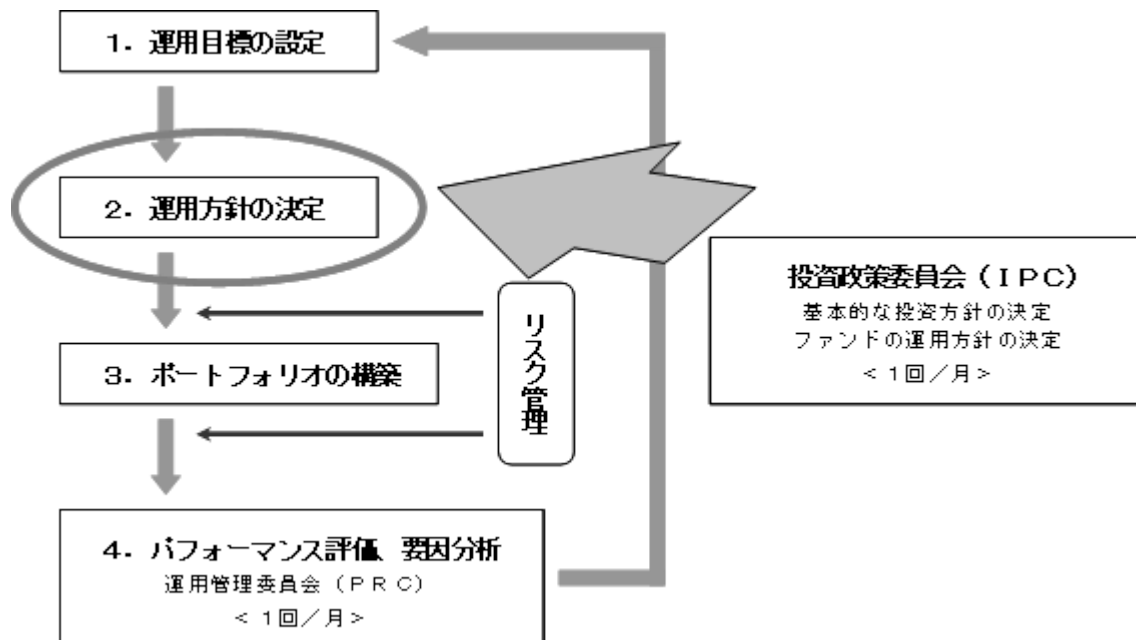 1．運用目標の設定
2．運用方針の決定
投資政策委員会（ＩＰＣ）
基本的な投資方針の決定
ファンドの運用方針の決定
＜１回／月＞
リスク管理
3．ポートフォリオの構築
4．パフォーマンス評価、要因分析
運用管理委員会（ＰＲＣ）
＜１回／月＞